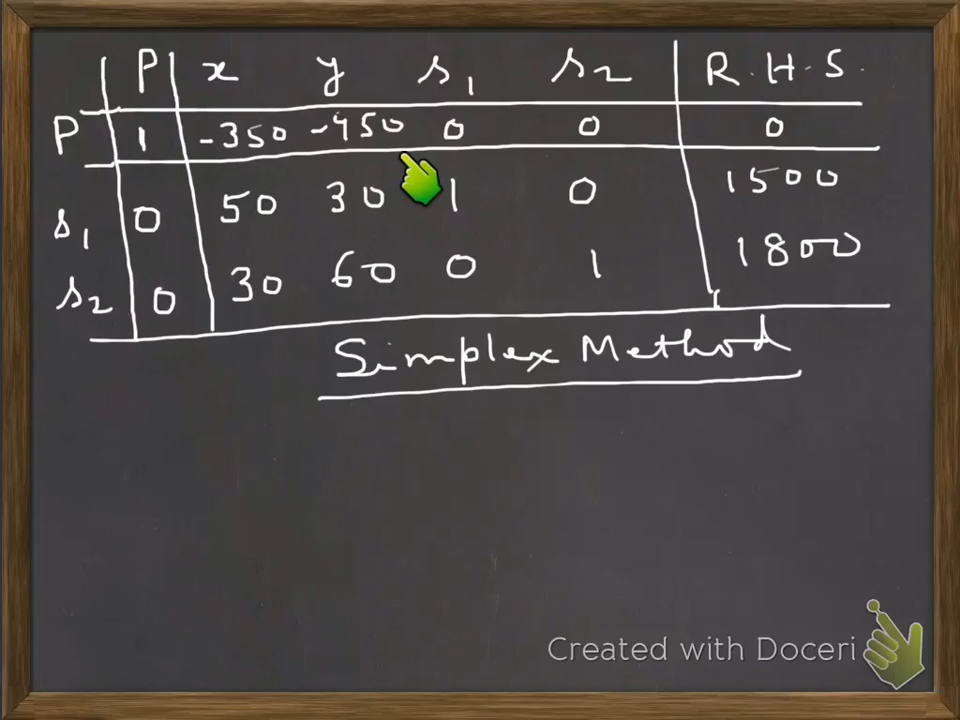 P x y s1 s2 R.H.S.
P 1 -350 -450 0 0 0
s1 0 50 30 1 0 1500
s2 0 30 60 0 1 1800
Simplex Method
Created with Doceri